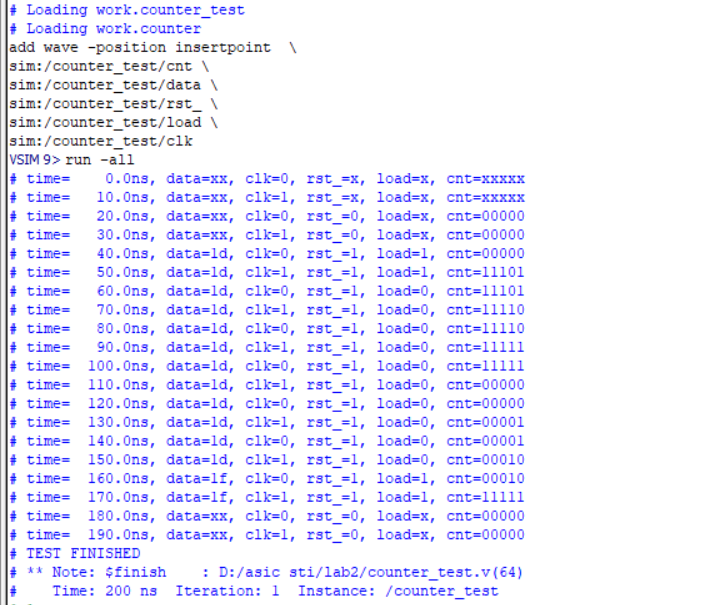 # Loading work.counter_test
# Loading work.counter
add wave -position insertpoint  \
sim:/counter_test/cnt \
sim:/counter_test/data \
sim:/counter_test/rst_ \
sim:/counter_test/load \
sim:/counter_test/clk
VSIM 9> run -all
# time=    0.0ns, data=xx, clk=0, rst_=x, load=x, cnt=xxxxx
# time=   10.0ns, data=xx, clk=1, rst_=x, load=x, cnt=xxxxx
# time=   20.0ns, data=xx, clk=0, rst_=0, load=x, cnt=00000
# time=   30.0ns, data=xx, clk=1, rst_=0, load=x, cnt=00000
# time=   40.0ns, data=1d, clk=0, rst_=1, load=1, cnt=00000
# time=   50.0ns, data=1d, clk=1, rst_=1, load=1, cnt=11101
# time=   60.0ns, data=1d, clk=0, rst_=1, load=0, cnt=11101
# time=   70.0ns, data=1d, clk=1, rst_=1, load=0, cnt=11110
# time=   80.0ns, data=1d, clk=0, rst_=1, load=0, cnt=11110
# time=   90.0ns, data=1d, clk=1, rst_=1, load=0, cnt=11111
# time=  100.0ns, data=1d, clk=0, rst_=1, load=0, cnt=11111
# time=  110.0ns, data=1d, clk=1, rst_=1, load=0, cnt=00000
# time=  120.0ns, data=1d, clk=0, rst_=1, load=0, cnt=00000
# time=  130.0ns, data=1d, clk=1, rst_=1, load=0, cnt=00001
# time=  140.0ns, data=1d, clk=0, rst_=1, load=0, cnt=00001
# time=  150.0ns, data=1d, clk=1, rst_=1, load=0, cnt=00010
# time=  160.0ns, data=1f, clk=0, rst_=1, load=1, cnt=00010
# time=  170.0ns, data=1f, clk=1, rst_=1, load=1, cnt=11111
# time=  180.0ns, data=xx, clk=0, rst_=0, load=x, cnt=00000
# time=  190.0ns, data=xx, clk=1, rst_=0, load=x, cnt=00000
# TEST FINISHED
# ** Note: $finish    : D:/asic sti/lab2/counter_test.v(64)
#    Time: 200 ns  Iteration: 1  Instance: /counter_test